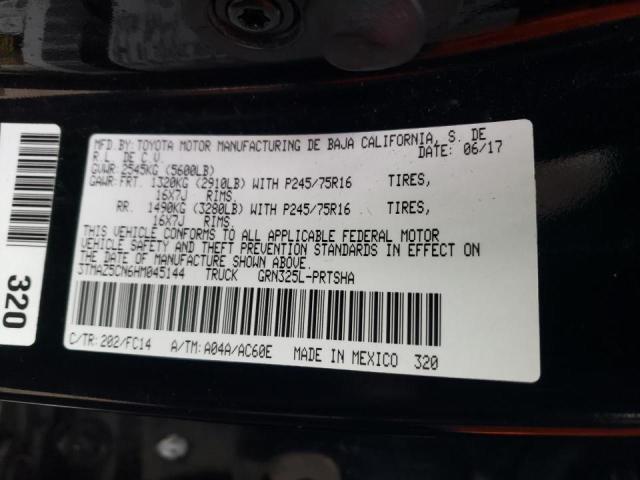 MFD.BY:TOYOTA MOTOR MANUFACTURING DE BAJA CALIFORNIA, S. DE
R.L. DE C.V. DATE: 06/17
GVWR 2545KG (5600LB)
GAWR:FRT. 1320KG (2910LB) WITH P245/75R16 TIRES,
16X7J RIMS,
RR. 1490KG (3280LB) WITH P245/75R16 TIRES,
16X7J RIMS,
THIS VEHICLE CONFORMS TO ALL APPLICABLE FEDERAL MOTOR
VEHICLE SAFETY AND THEFT PREVENTION STANDARDS IN EFFECT ON
THE DATE OF MANUFACTURE SHOWN ABOVE.
3TMAZ5CN6HM045144 TRUCK GRN325L-PRTSHA
C/TR:202/FC14 A/TM:A04A/AC60E MADE IN MEXICO 320
320